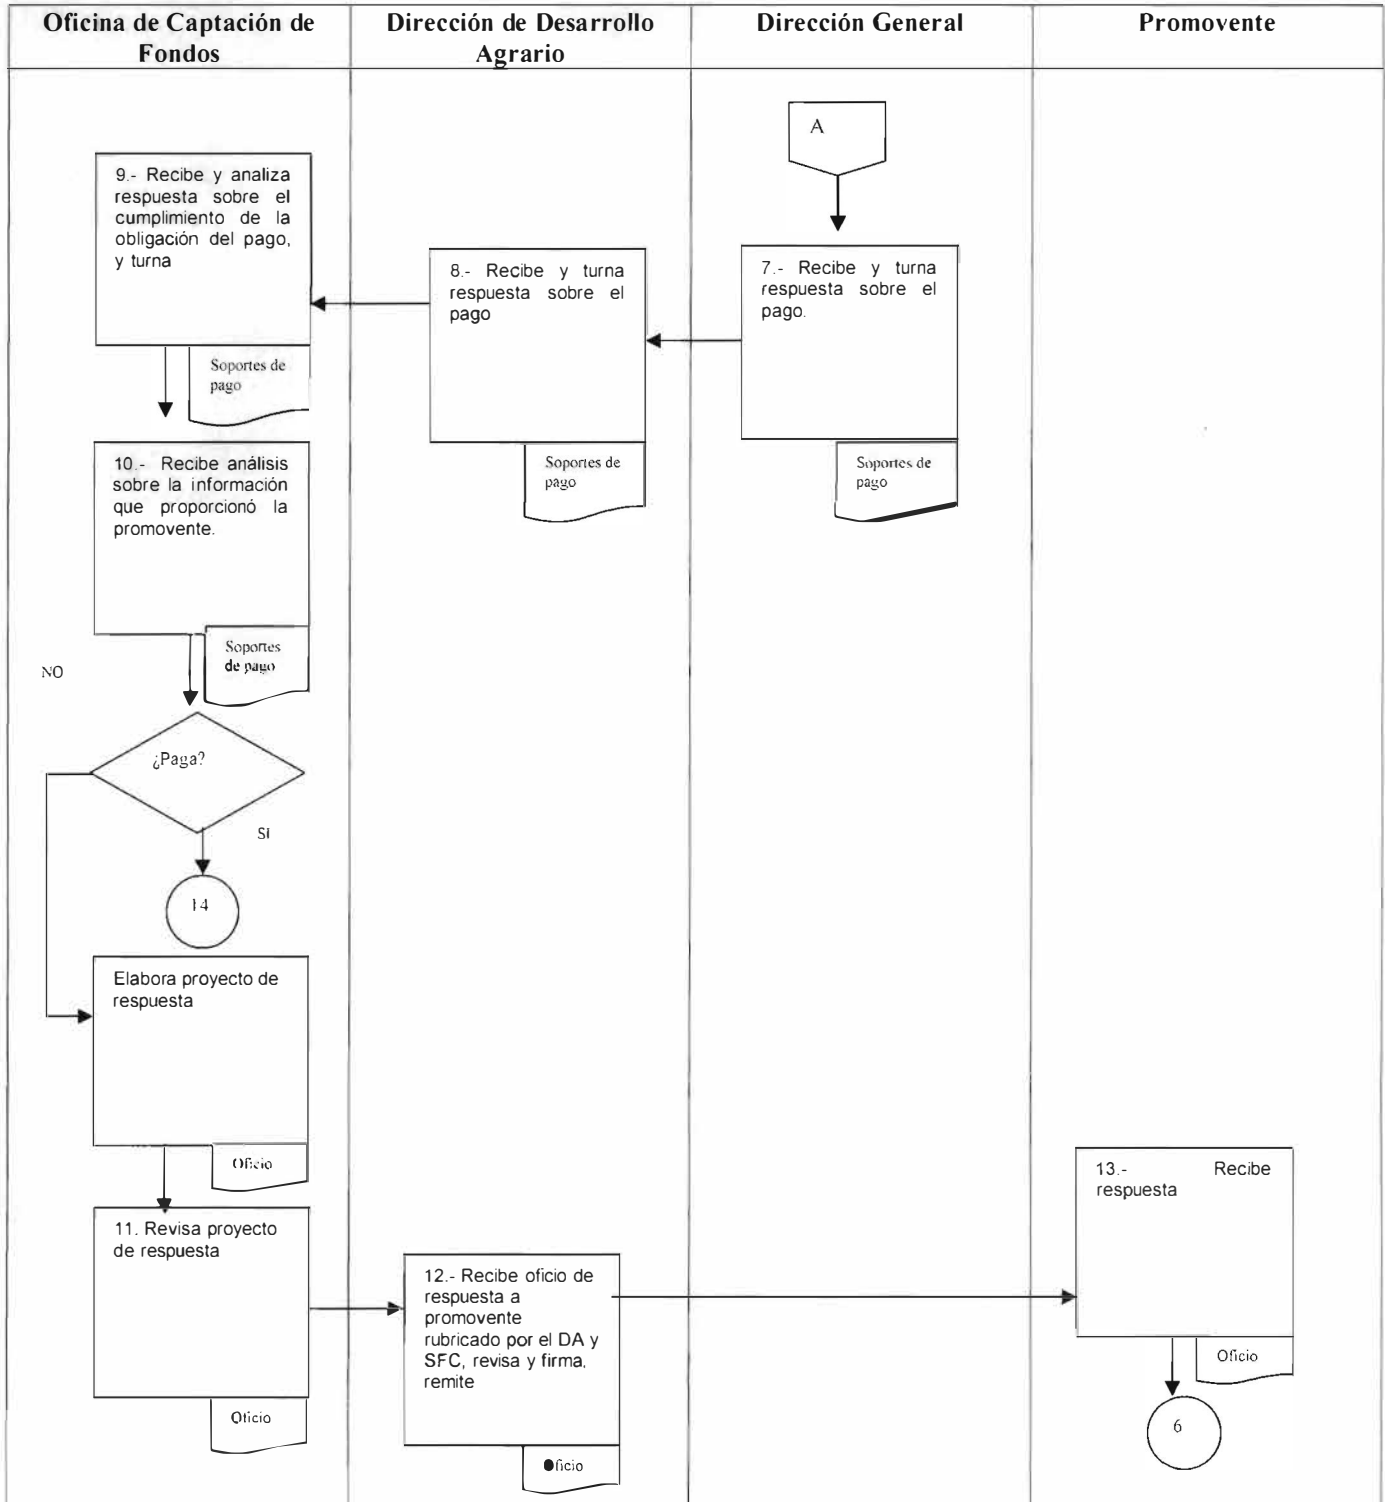 Oficina de Captación de
Fondos
Dirección de Desarrollo
Agrario
Dirección General
Promovente
A
9.- Recibe y analiza
respuesta sobre el
cumplimiento de la
obligación del pago,
y turna
8.- Recibe y turna
respuesta sobre el
pago
7.- Recibe y turna
respuesta sobre el
pago.
Soportes de
pago
Soportes de
pago
Soportes de
pago
10.- Recibe análisis
sobre la información
que proporcionó la
promovente.
Soportes
de pago
NO
¿Paga?
SI
14
Elabora proyecto de
respuesta
Oficio
11. Revisa proyecto
de respuesta
Oficio
12.- Recibe oficio de
respuesta a
promovente
rubricado por el DA y
SFC, revisa y firma,
remite
Oficio
13.- Recibe
respuesta
Oficio
6